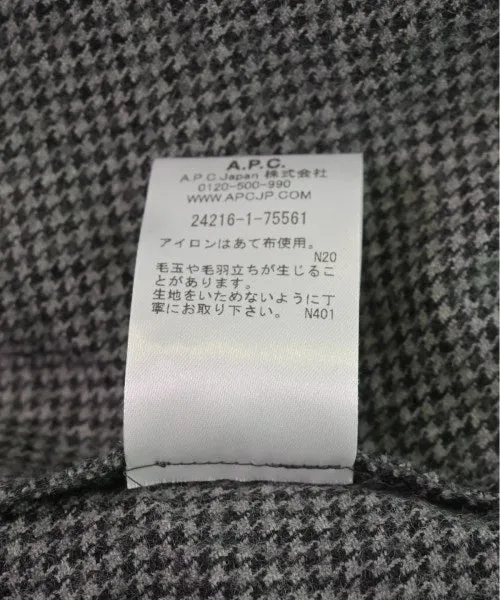 A.P.C.
A.P.C.Japan 株式会社
0120-500-990
WWW.APCJP.COM
24216-1-75561
アイロンはあて布使用。
N20
毛玉や毛羽立ちが生じるこ
とがあります。
生地をいためないように丁
寧にお取り下さい。 N401